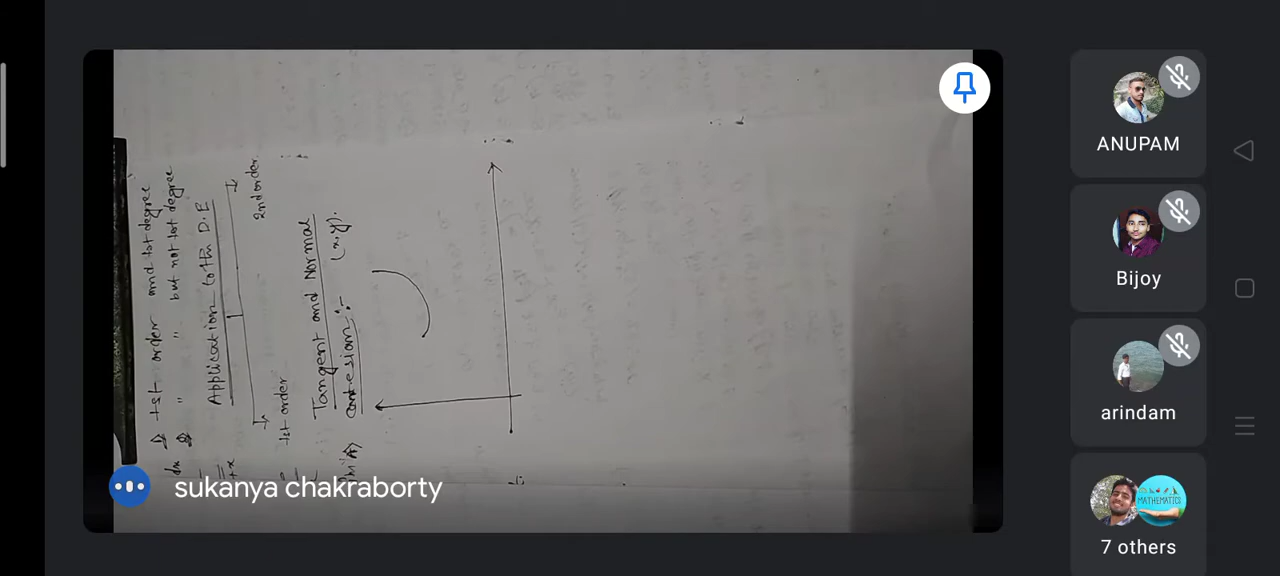 1st order and 1st degree
" " but not 1st degree
Application to the D.E
1st order
2nd order
Tangent and Normal
Cartesian :- (x, y).
sukanya chakraborty
ANUPAM
Bijoy
arindam
MATHEMATICS
7 others